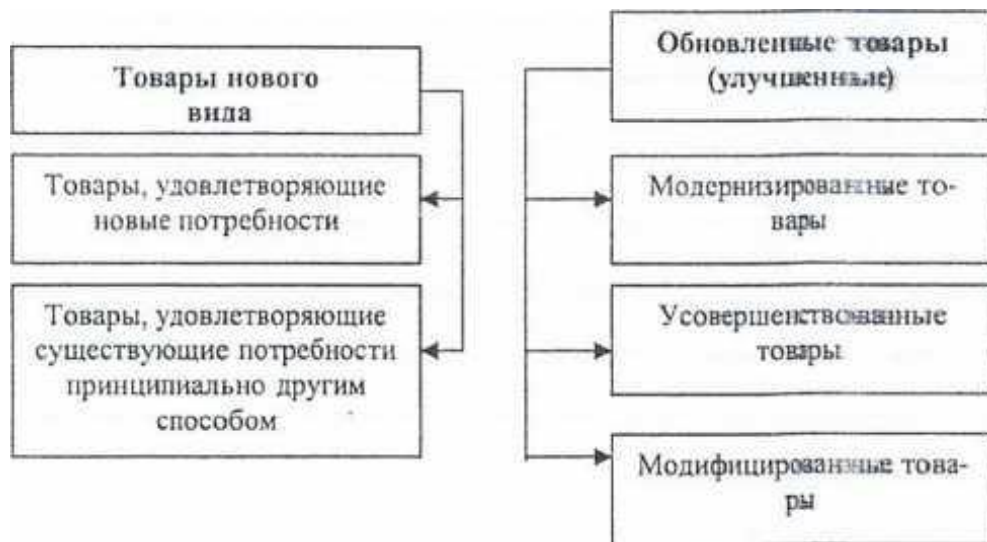 Товары нового
вида
Товары, удовлетворяющие
новые потребности
Товары, удовлетворяющие
существующие потребности
принципиально другим
способом
Обновленные товары
(улучшенные)
Модернизированные то-
вары
Усовершенствованные
товары
Модифицированные това-
ры